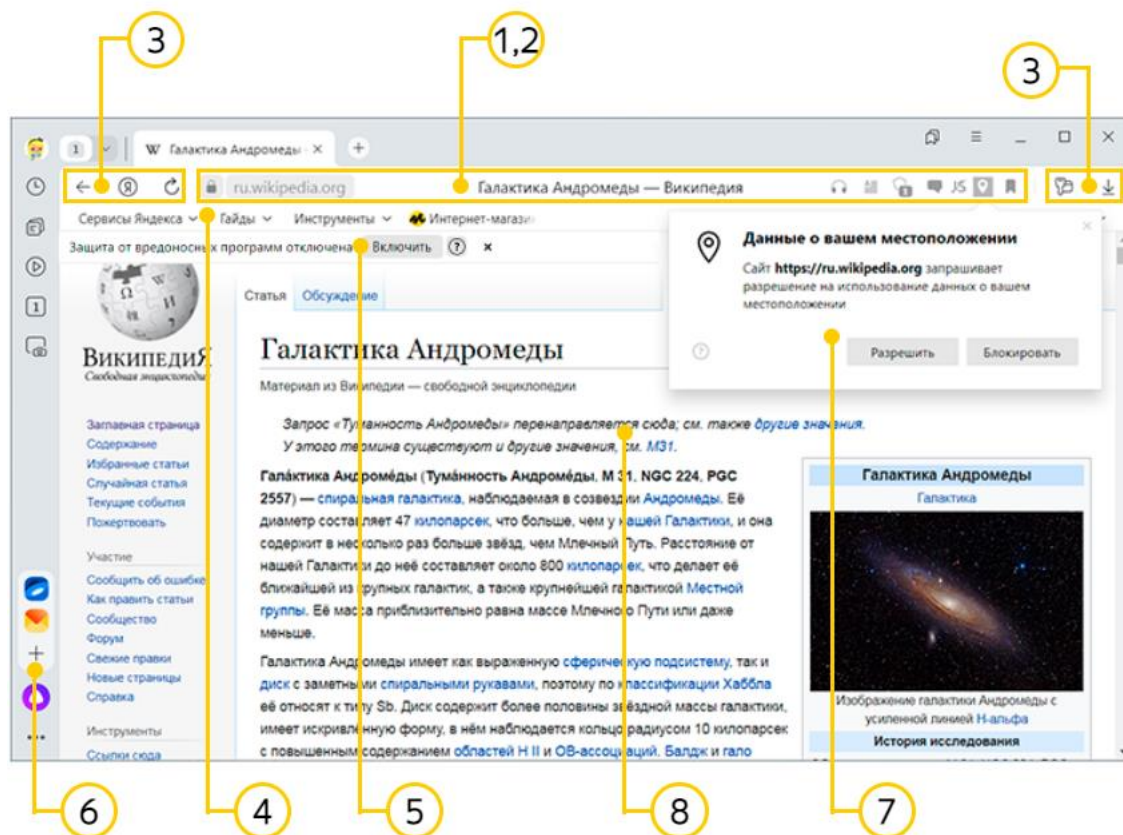 3
1,2
3
1
W Галактика Андромеды -
ru.wikipedia.org
Галактика Андромеды — Википедия
JS
Сервисы Яндекса
Гайды
Инструменты
Интернет-магази
Защита от вредоносных программ отключена
Включить
?
1
Данные о вашем местоположении
Сайт https://ru.wikipedia.org запрашивает
разрешение на использование данных о вашем
местоположении
?
Разрешить
Блокировать
ВикипедиЯ
Свободная энциклопедия
Заглавная страница
Содержание
Избранные статьи
Случайная статья
Текущие события
Пожертвовать
Участие
Сообщить об ошибке
Как править статьи
Сообщество
Форум
Свежие правки
Новые страницы
Справка
Инструменты
Ссылки сюда
Статья
Обсуждение
Галактика Андромеды
Материал из Википедии — свободной энциклопедии
Запрос «Туманность Андромеды» перенаправляется сюда; см. также другие значения.
У этого термина существуют и другие значения, см. M31.
Гала́ктика Андроме́ды (Тума́нность Андроме́ды, М 31, NGC 224, PGC
2557) — спиральная галактика, наблюдаемая в созвездии Андромеды. Её
диаметр составляет 47 килопарсек, что больше, чем у нашей Галактики, и она
содержит в несколько раз больше звёзд, чем Млечный Путь. Расстояние от
нашей Галактики до неё составляет около 800 килопарсек, что делает её
ближайшей из крупных галактик, а также крупнейшей галактикой Местной
группы. Её масса приблизительно равна массе Млечного Пути или даже
меньше.
Галактика Андромеды имеет как выраженную сферическую подсистему, так и
диск с заметными спиральными рукавами, поэтому по классификации Хаббла
её относят к типу Sb. Диск содержит более половины звёздной массы галактики,
имеет искривлённую форму, в нём наблюдается кольцо радиусом 10 килопарсек
с повышенным содержанием областей H II и OB-ассоциаций. Балдж и гало
Галактика Андромеды
Галактика
Изображение галактики Андромеды с
усиленной линией Н-альфа
История исследования
6
4
5
8
7